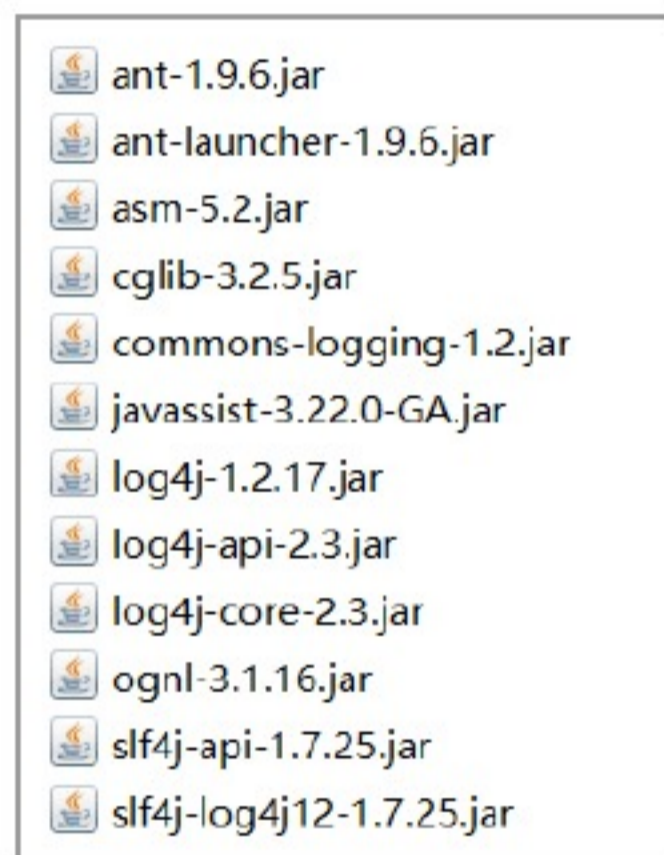 ant-1.9.6.jar
ant-launcher-1.9.6.jar
asm-5.2.jar
cglib-3.2.5.jar
commons-logging-1.2.jar
javassist-3.22.0-GA.jar
log4j-1.2.17.jar
log4j-api-2.3.jar
log4j-core-2.3.jar
ognl-3.1.16.jar
slf4j-api-1.7.25.jar
slf4j-log4j12-1.7.25.jar